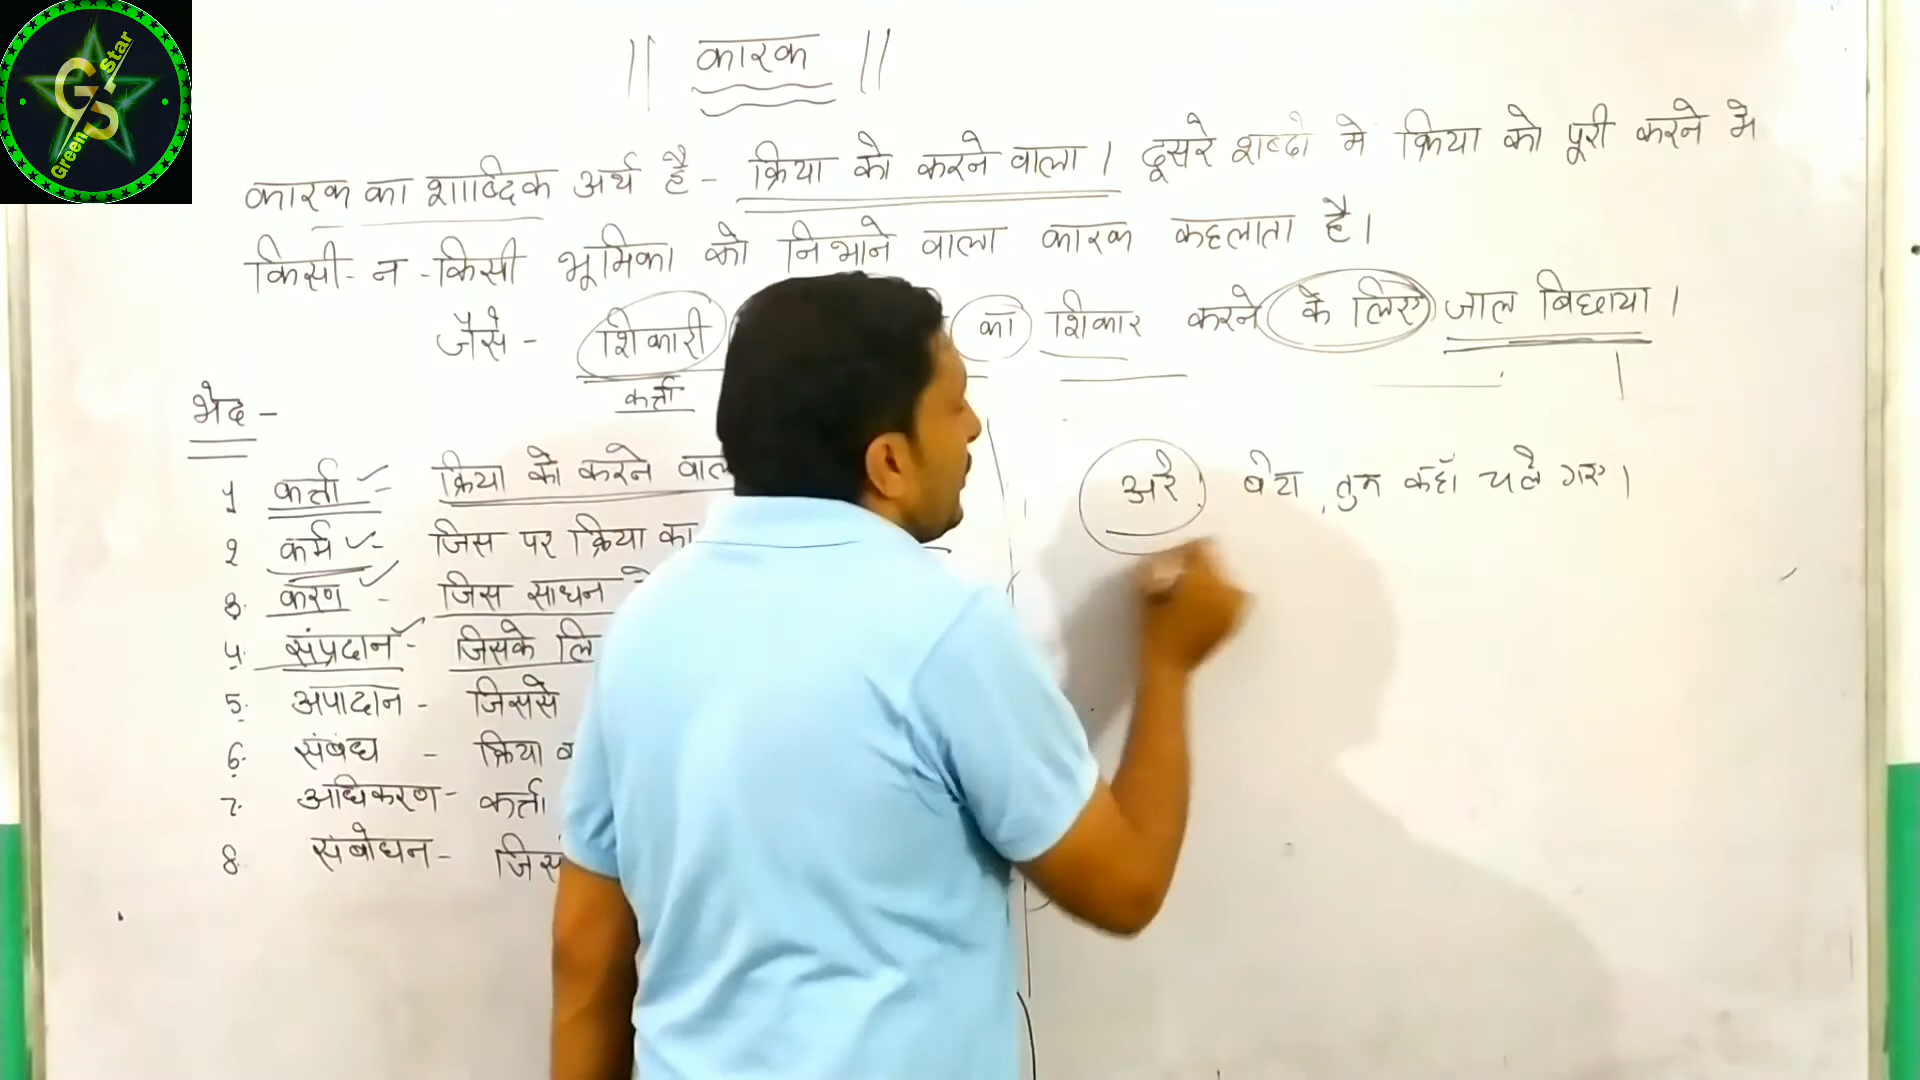 Green Star
GS
|| कारक ||
कारक का शाब्दिक अर्थ है - क्रिया को करने वाला। दूसरे शब्दो मे क्रिया को पूरी करने मे
किसी - न - किसी भूमिका को निभाने वाला कारक कहलाता है।
जैसे - शिकारी का शिकार करने के लिए जाल बिछाया।
कर्त्ता
भेद -
1 कर्त्ता - क्रिया को करने वाल
2 कर्म - जिस पर क्रिया का
3. करण - जिस साधन
4. संप्रदान - जिसके लि
5. अपादान - जिससे
6. संबंध - क्रिया
7. अधिकरण - कर्त्ता
8. संबोधन - जिस
अरे बेटा, तुम कहाँ चले गए।